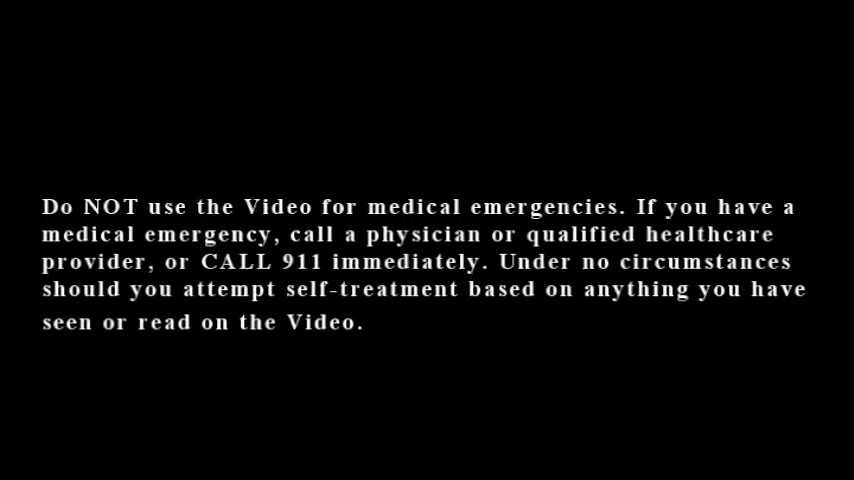 Do NOT use the Video for medical emergencies. If you have a
medical emergency, call a physician or qualified healthcare
provider, or CALL 911 immediately. Under no circumstances
should you attempt self-treatment based on anything you have
seen or read on the Video.